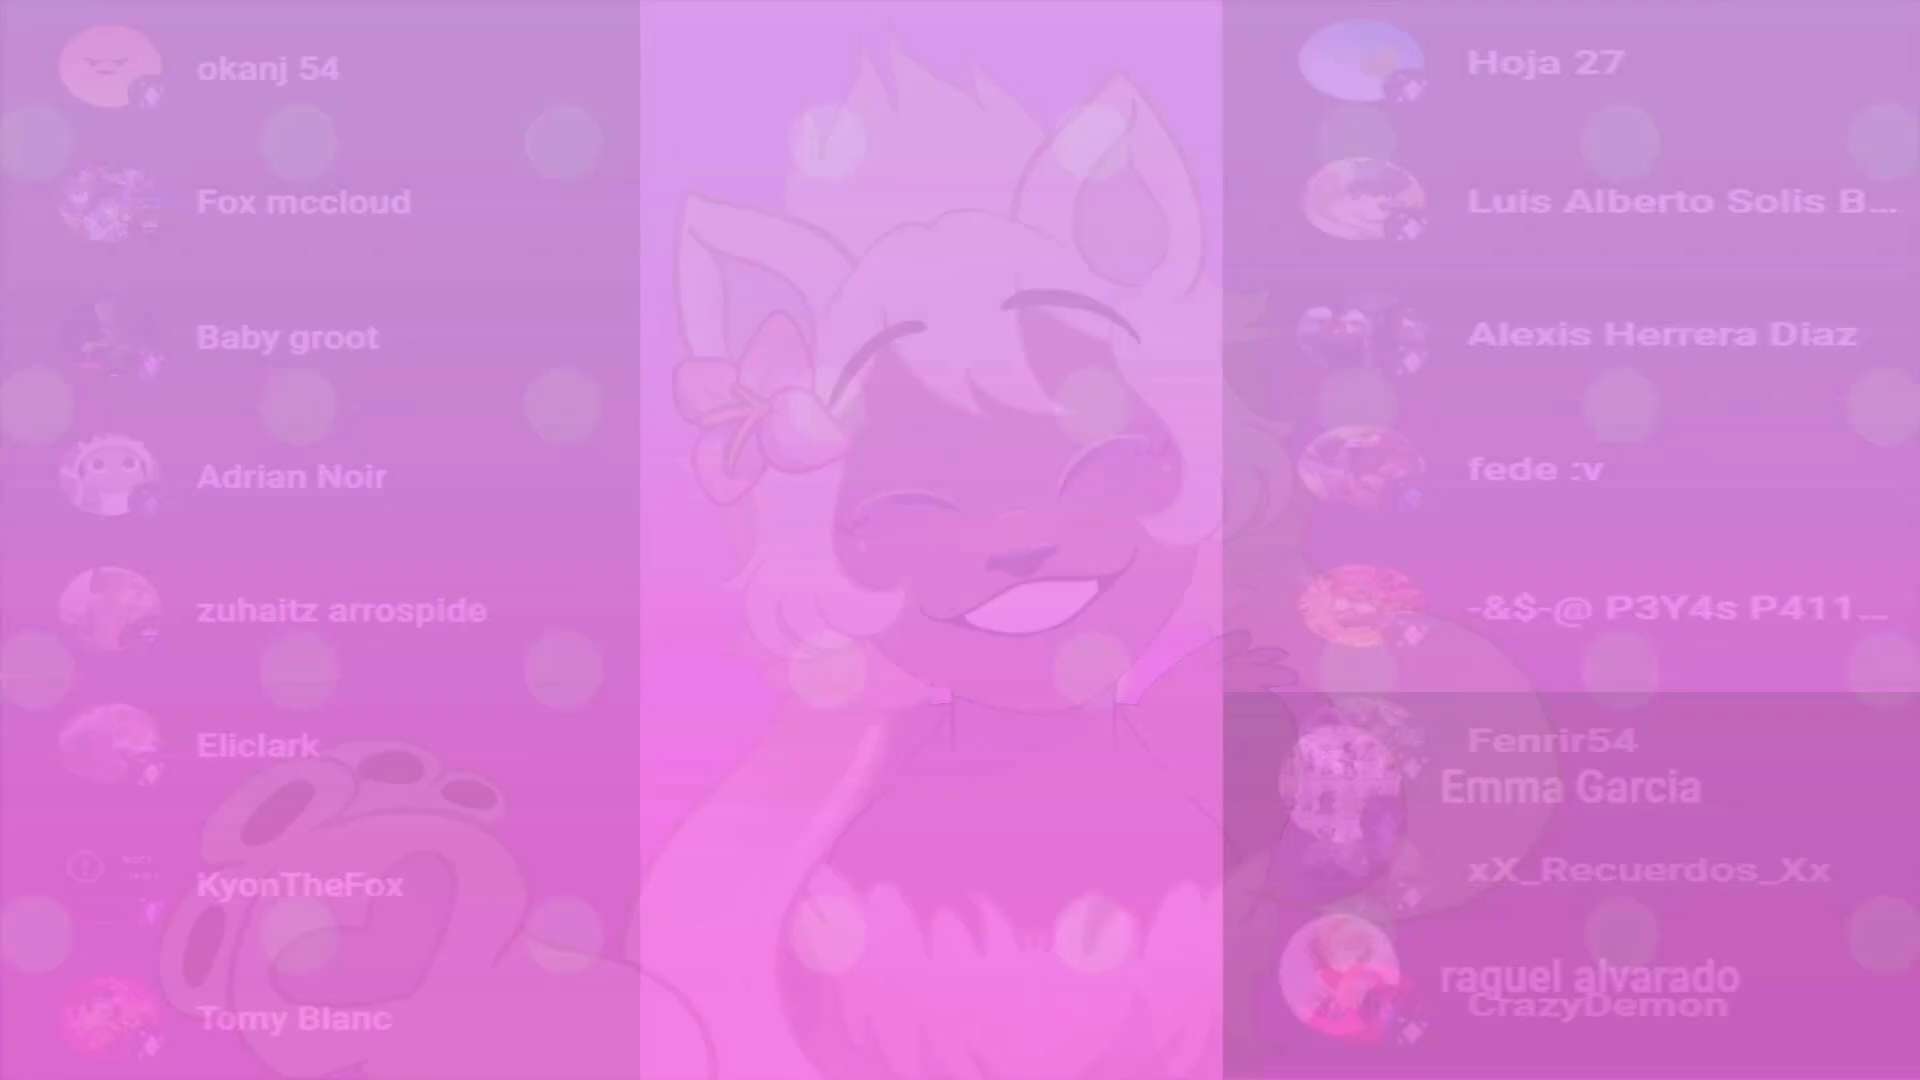 okanj 54
Fox mccloud
Baby groot
Adrian Noir
zuhaitz arrospide
Eliclark
KyonTheFox
Tomy Blanc
Hoja 27
Luis Alberto Solis B...
Alexis Herrera Diaz
fede :v
-&$-@ P3Y4s P411...
Fenrir54
Emma Garcia
xX_Recuerdos_Xx
raquel alvarado
CrazyDemon